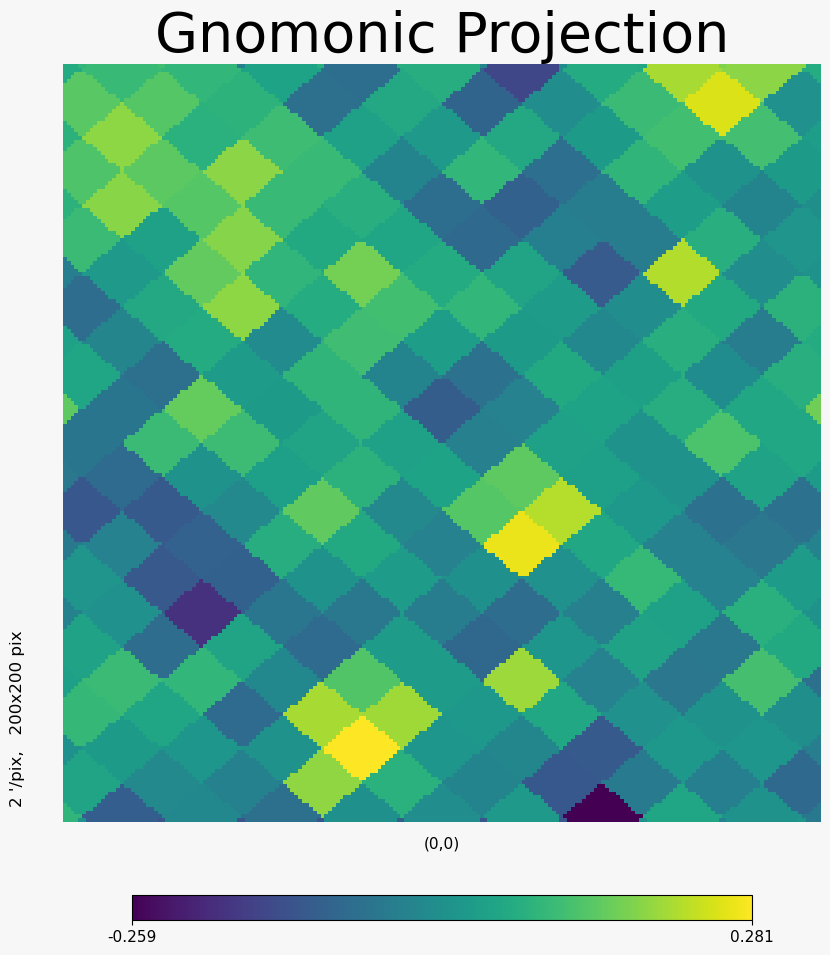 Gnomonic Projection
2 '/pix,   200x200 pix
(0,0)
-0.259
0.281